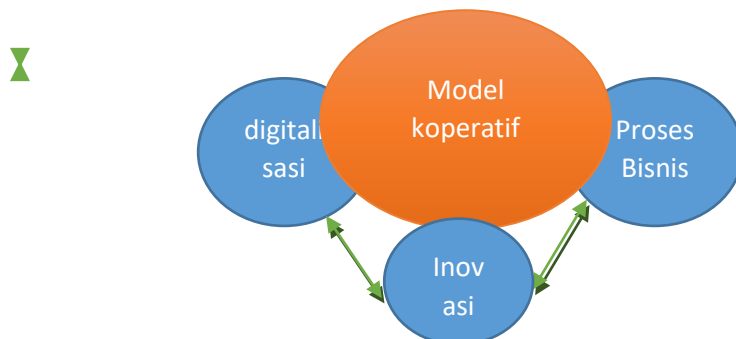 Model
koperatif
digitali
sasi
Proses
Bisnis
Inov
asi